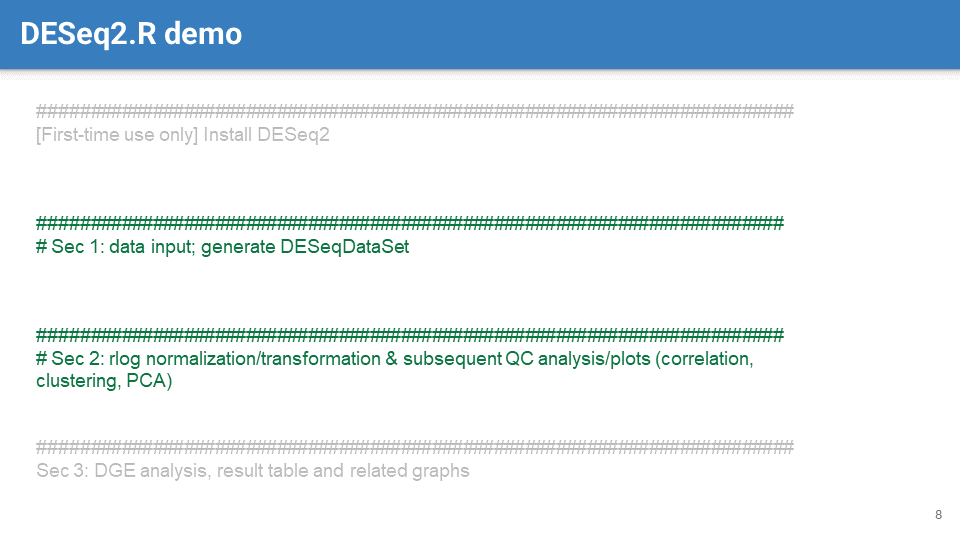 DESeq2.R demo
#########################################################################
[First-time use only] Install DESeq2
########################################################################
# Sec 1: data input; generate DESeqDataSet
########################################################################
# Sec 2: rlog normalization/transformation & subsequent QC analysis/plots (correlation,
clustering, PCA)
#########################################################################
Sec 3: DGE analysis, result table and related graphs
8